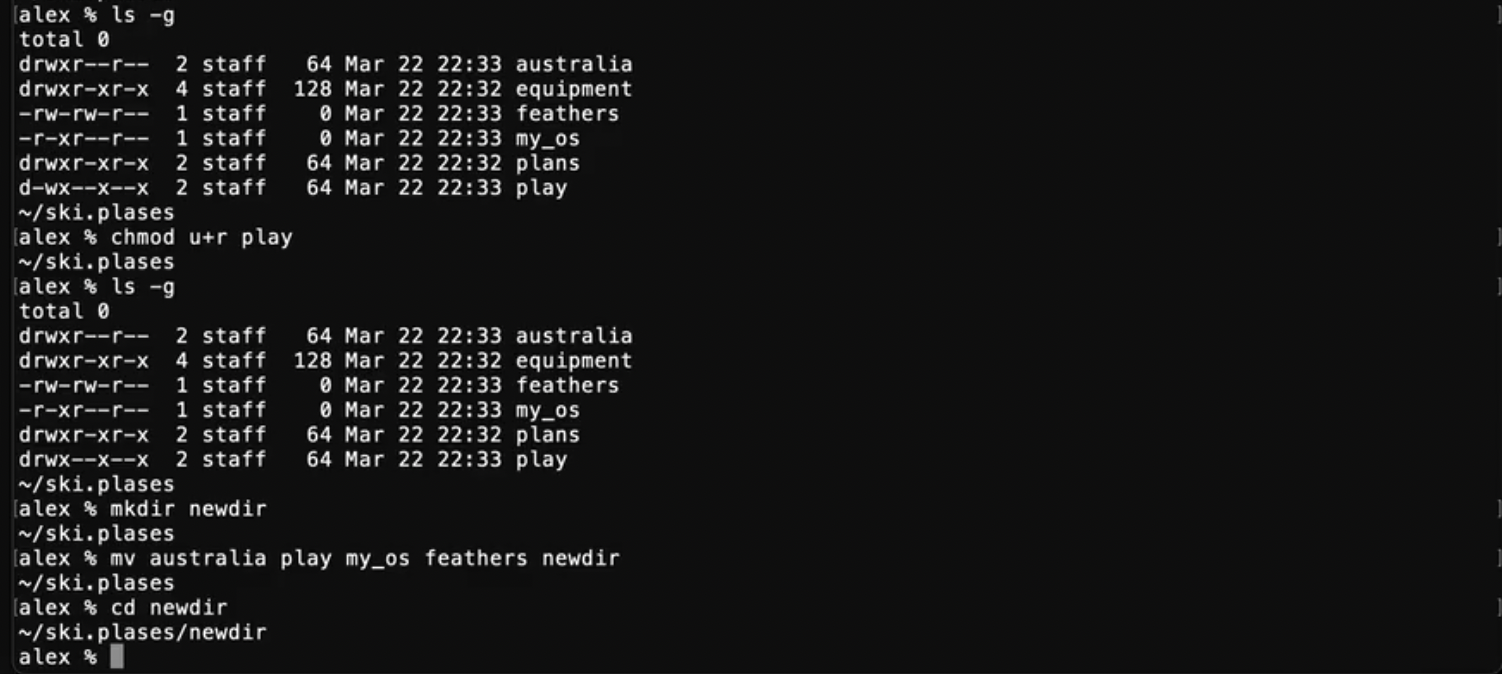 [alex % ls -g
total 0
drwxr--r--  2 staff   64 Mar 22 22:33 australia
drwxr-xr-x  4 staff  128 Mar 22 22:32 equipment
-rw-rw-r--  1 staff    0 Mar 22 22:33 feathers
-r-xr--r--  1 staff    0 Mar 22 22:33 my_os
drwxr-xr-x  2 staff   64 Mar 22 22:32 plans
d-wx--x--x  2 staff   64 Mar 22 22:33 play
~/ski.plases
[alex % chmod u+r play ]
~/ski.plases
[alex % ls -g ]
total 0
drwxr--r--  2 staff   64 Mar 22 22:33 australia
drwxr-xr-x  4 staff  128 Mar 22 22:32 equipment
-rw-rw-r--  1 staff    0 Mar 22 22:33 feathers
-r-xr--r--  1 staff    0 Mar 22 22:33 my_os
drwxr-xr-x  2 staff   64 Mar 22 22:32 plans
drwx--x--x  2 staff   64 Mar 22 22:33 play
~/ski.plases
[alex % mkdir newdir ]
~/ski.plases
[alex % mv australia play my_os feathers newdir ]
~/ski.plases
[alex % cd newdir ]
~/ski.plases/newdir
alex %